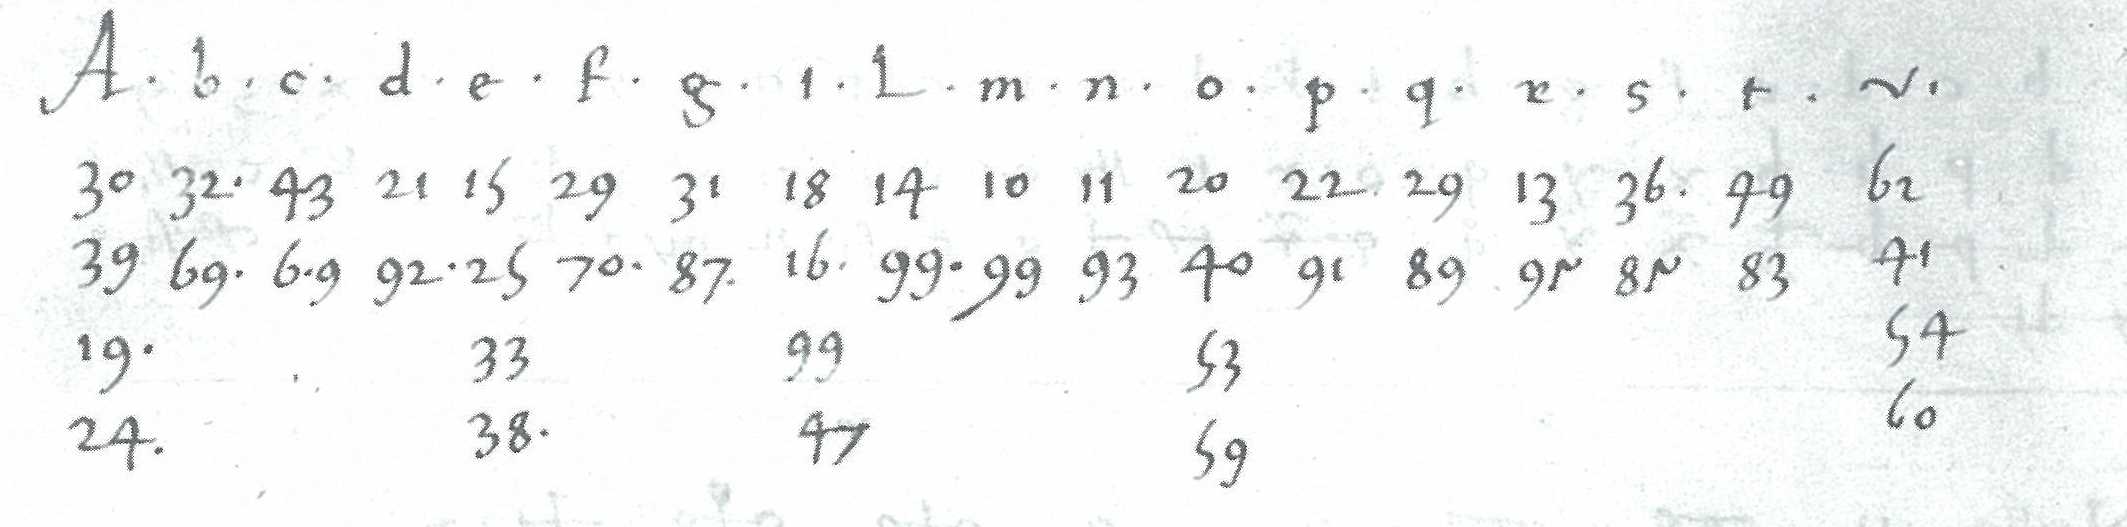 A. b. c. d. e. f. g. i. L. m. n. o. p. q. r. s. t. v.
30 32. 43 21 15 29 31 18 14 10 11 20 22. 29 13 36. 49 62
39 69. 6.9 92. 25 70. 87. 16. 99. 99 93 40 91 89 95 85 83 41
19. 33 99 53 54
24. 38. 47 59 60